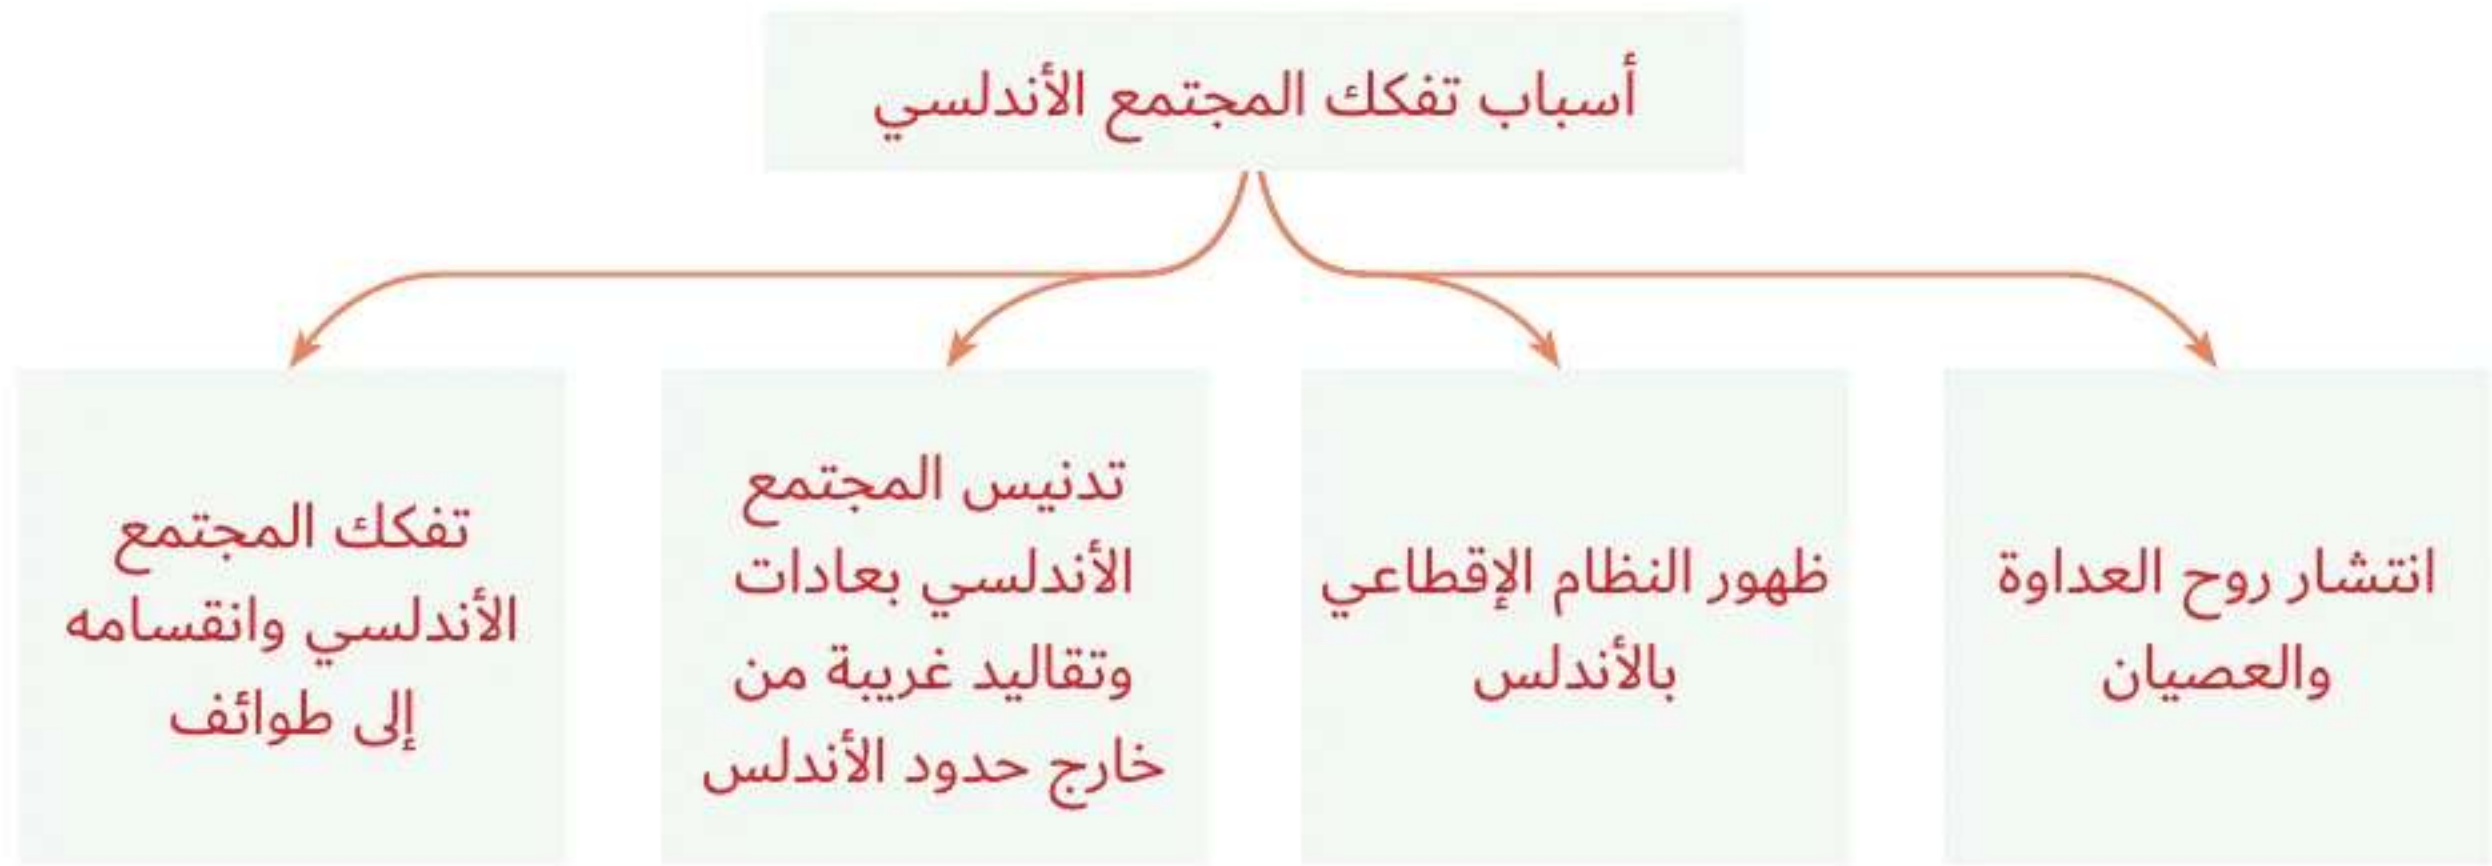 أسباب تفكك المجتمع الأندلسي
انتشار روح العداوة
والعصيان
ظهور النظام الإقطاعي
بالأندلس
تدنيس المجتمع
الأندلسي بعادات
وتقاليد غريبة من
خارج حدود الأندلس
تفكك المجتمع
الأندلسي وانقسامه
إلى طوائف